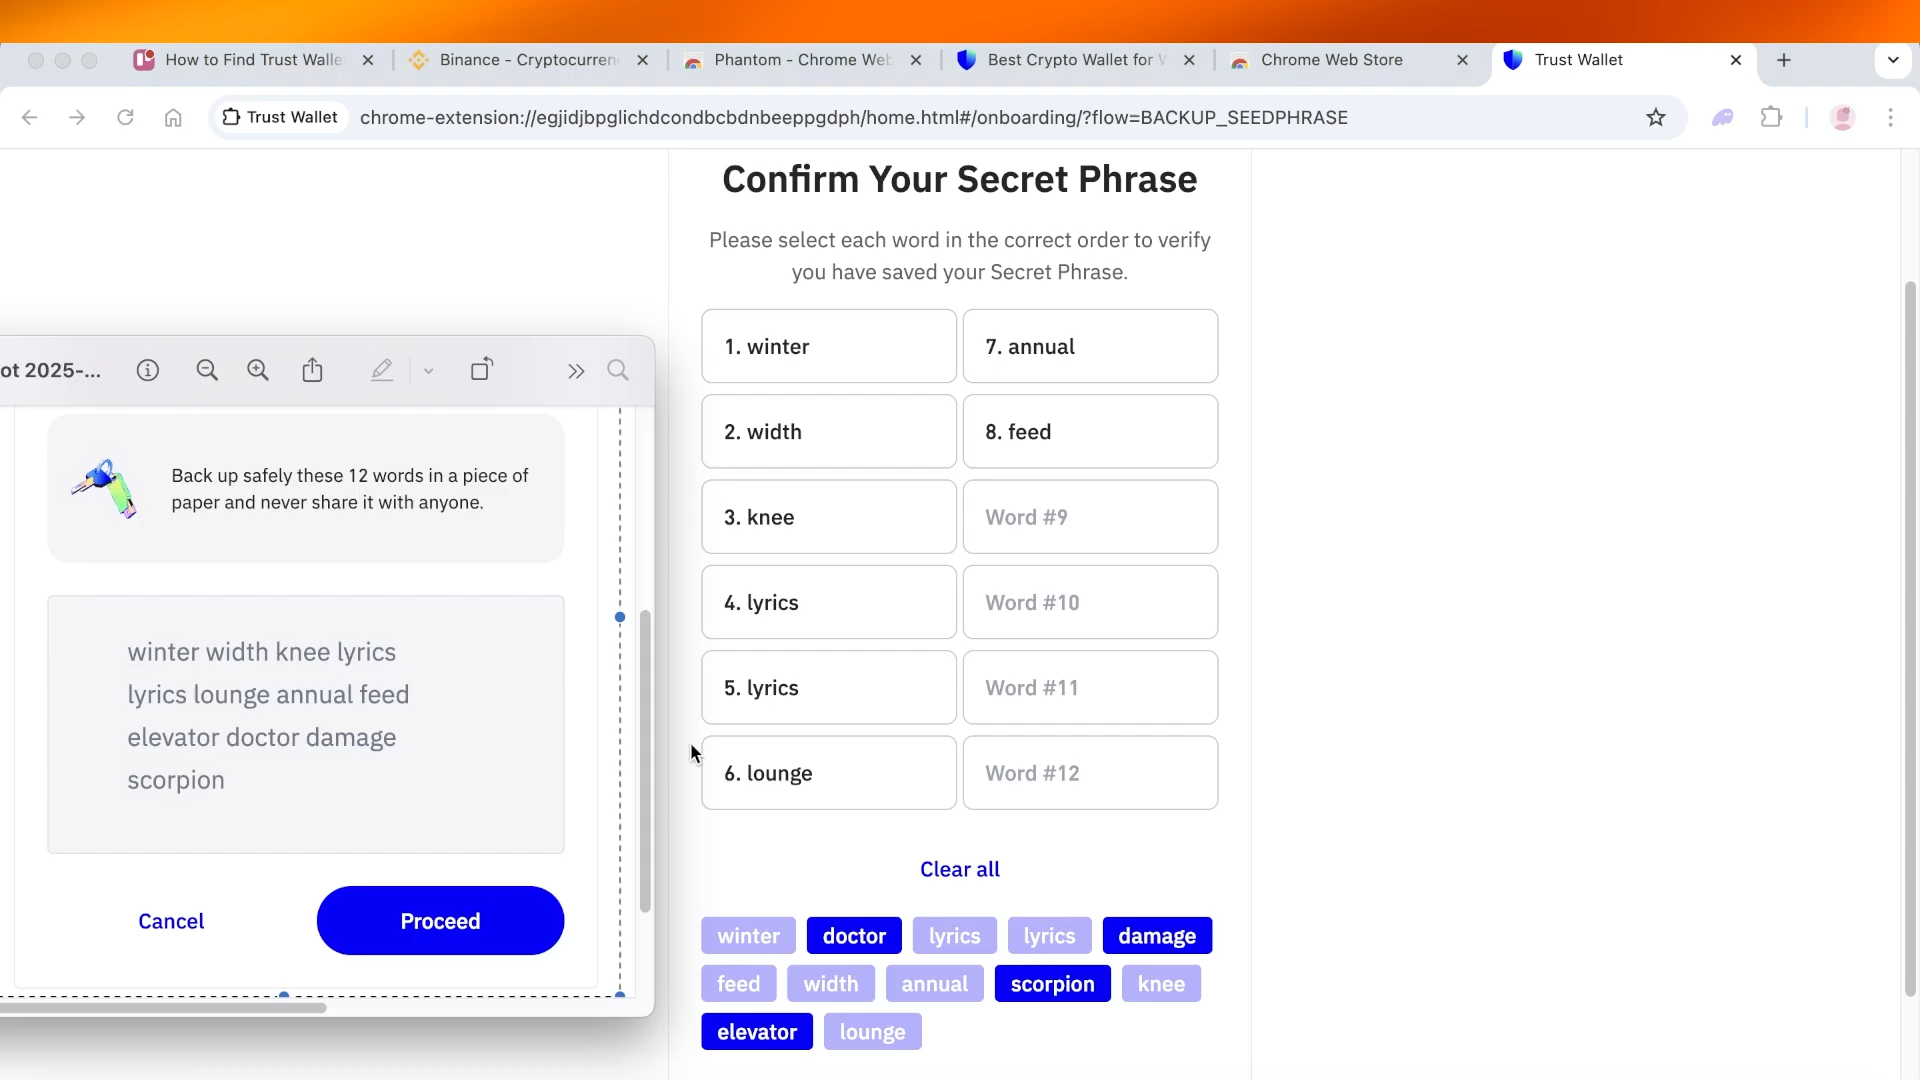 How to Find Trust Walle
Binance - Cryptocurren
Phantom - Chrome Web
Best Crypto Wallet for W
Chrome Web Store
Trust Wallet
Trust Wallet
chrome-extension://egjidjbpglichdcondbcbdnbeeppgdph/home.html#/onboarding/?flow=BACKUP_SEEDPHRASE
Confirm Your Secret Phrase
Please select each word in the correct order to verify
you have saved your Secret Phrase.
1. winter
7. annual
2. width
8. feed
3. knee
Word #9
4. lyrics
Word #10
5. lyrics
Word #11
6. lounge
Word #12
Clear all
winter doctor lyrics lyrics damage
feed width annual scorpion knee
elevator lounge
ot 2025-...
Back up safely these 12 words in a piece of
paper and never share it with anyone.
winter width knee lyrics
lyrics lounge annual feed
elevator doctor damage
scorpion
Cancel
Proceed